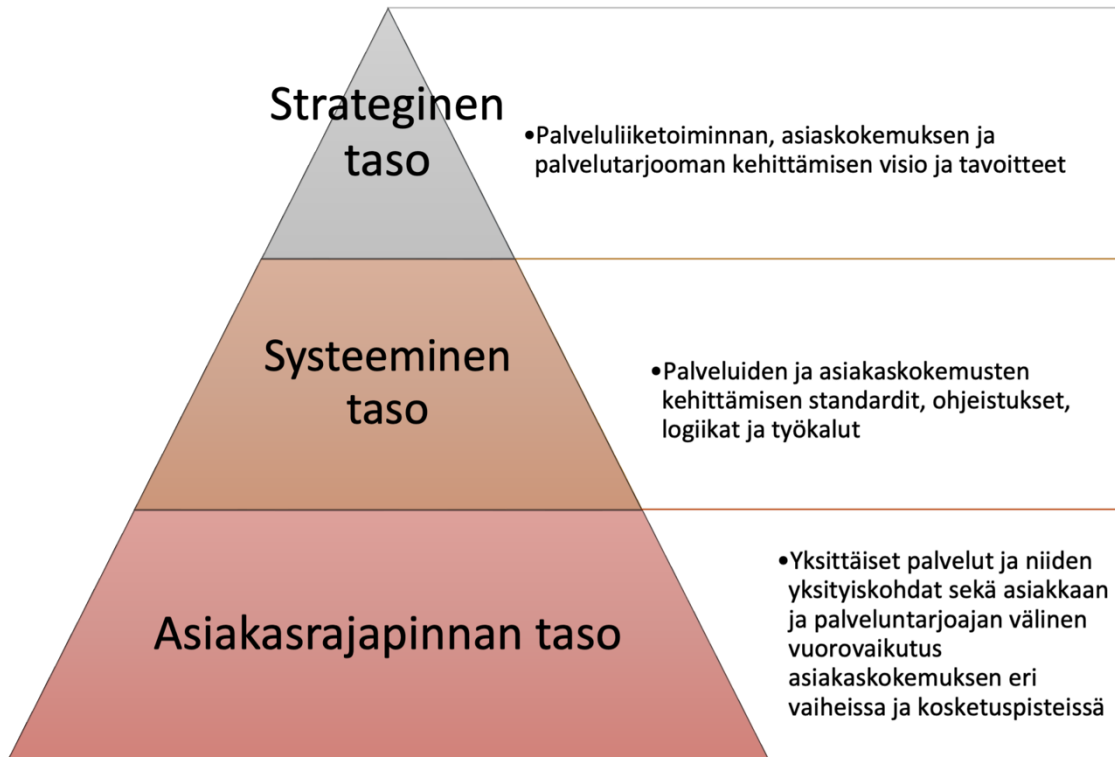 Strateginen
taso
•Palveluliiketoiminnan, asiaskokemuksen ja
palvelutarjooman kehittämisen visio ja tavoitteet
Systeeminen
taso
•Palveluiden ja asiakaskokemusten
kehittämisen standardit, ohjeistukset,
logiikat ja työkalut
Asiakasrajapinnan taso
•Yksittäiset palvelut ja niiden
yksityiskohdat sekä asiakkaan
ja palveluntarjoajan välinen
vuorovaikutus
asiakaskokemuksen eri
vaiheissa ja kosketuspisteissä